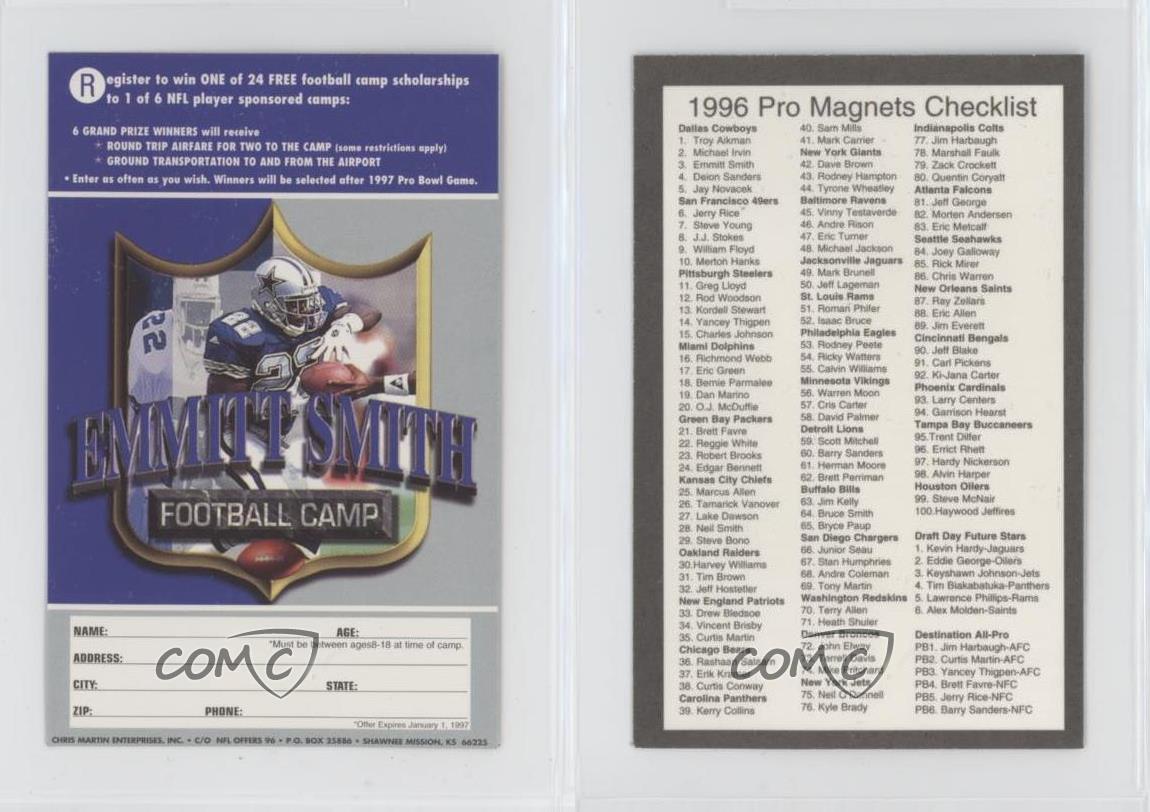 Register to win ONE of 24 FREE football camp scholarships
to 1 of 6 NFL player sponsored camps:
6 GRAND PRIZE WINNERS will receive
* ROUND TRIP AIRFARE FOR TWO TO THE CAMP (some restrictions apply)
* GROUND TRANSPORTATION TO AND FROM THE AIRPORT
• Enter as often as you wish. Winners will be selected after 1997 Pro Bowl Game.
22
22
22
EMMITT SMITH
FOOTBALL CAMP
NAME: AGE:
*Must be between ages8-18 at time of camp.
ADDRESS:
CITY: STATE:
ZIP: PHONE:
*Offer Expires January 1, 1997
CHRIS MARTIN ENTERPRISES, INC. • C/O NFL OFFERS 96 • P.O. BOX 25886 • SHAWNEE MISSION, KS 66225
COMC
1996 Pro Magnets Checklist
Dallas Cowboys
1. Troy Aikman
2. Michael Irvin
3. Emmitt Smith
4. Deion Sanders
5. Jay Novacek
San Francisco 49ers
6. Jerry Rice
7. Steve Young
8. J.J. Stokes
9. William Floyd
10. Merton Hanks
Pittsburgh Steelers
11. Greg Lloyd
12. Rod Woodson
13. Kordell Stewart
14. Yancey Thigpen
15. Charles Johnson
Miami Dolphins
16. Richmond Webb
17. Eric Green
18. Bernie Parmalee
19. Dan Marino
20. O.J. McDuffie
Green Bay Packers
21. Brett Favre
22. Reggie White
23. Robert Brooks
24. Edgar Bennett
Kansas City Chiefs
25. Marcus Allen
26. Tamarick Vanover
27. Lake Dawson
28. Neil Smith
29. Steve Bono
Oakland Raiders
30.Harvey Williams
31. Tim Brown
32. Jeff Hostetler
New England Patriots
33. Drew Bledsoe
34. Vincent Brisby
35. Curtis Martin
Chicago Bears
36. Rashaan Salaam
37. Erik
38. Curtis Conway
Carolina Panthers
39. Kerry Collins
40. Sam Mills
41. Mark Carrier
New York Giants
42. Dave Brown
43. Rodney Hampton
44. Tyrone Wheatley
Baltimore Ravens
45. Vinny Testaverde
46. Andre Rison
47. Eric Turner
48. Michael Jackson
Jacksonville Jaguars
49. Mark Brunell
50. Jeff Lageman
St. Louis Rams
51. Roman Phifer
52. Isaac Bruce
Philadelphia Eagles
53. Rodney Peete
54. Ricky Watters
55. Calvin Williams
Minnesota Vikings
56. Warren Moon
57. Cris Carter
58. David Palmer
Detroit Lions
59. Scott Mitchell
60. Barry Sanders
61. Herman Moore
62. Brett Perriman
Buffalo Bills
63. Jim Kelly
64. Bruce Smith
65. Bryce Paup
San Diego Chargers
66. Junior Seau
67. Stan Humphries
68. Andre Coleman
69. Tony Martin
Washington Redskins
70. Terry Allen
71. Heath Shuler
Denver Broncos
72. John Elway
73. Terrell Davis
74. Mike Pritchard
New York Jets
75. Neil O'Donnell
76. Kyle Brady
Indianapolis Colts
77. Jim Harbaugh
78. Marshall Faulk
79. Zack Crockett
80. Quentin Coryatt
Atlanta Falcons
81. Jeff George
82. Morten Andersen
83. Eric Metcalf
Seattle Seahawks
84. Joey Galloway
85. Rick Mirer
86. Chris Warren
New Orleans Saints
87. Ray Zellars
88. Eric Allen
89. Jim Everett
Cincinnati Bengals
90. Jeff Blake
91. Carl Pickens
92. Ki-Jana Carter
Phoenix Cardinals
93. Larry Centers
94. Garrison Hearst
Tampa Bay Buccaneers
95.Trent Dilfer
96. Errict Rhett
97. Hardy Nickerson
98. Alvin Harper
Houston Oilers
99. Steve McNair
100.Haywood Jeffires
Draft Day Future Stars
1. Kevin Hardy-Jaguars
2. Eddie George-Oilers
3. Keyshawn Johnson-Jets
4. Tim Biakabatuka-Panthers
5. Lawrence Phillips-Rams
6. Alex Molden-Saints
Destination All-Pro
PB1. Jim Harbaugh-AFC
PB2. Curtis Martin-AFC
PB3. Yancey Thigpen-AFC
PB4. Brett Favre-NFC
PB5. Jerry Rice-NFC
PB6. Barry Sanders-NFC
COMC